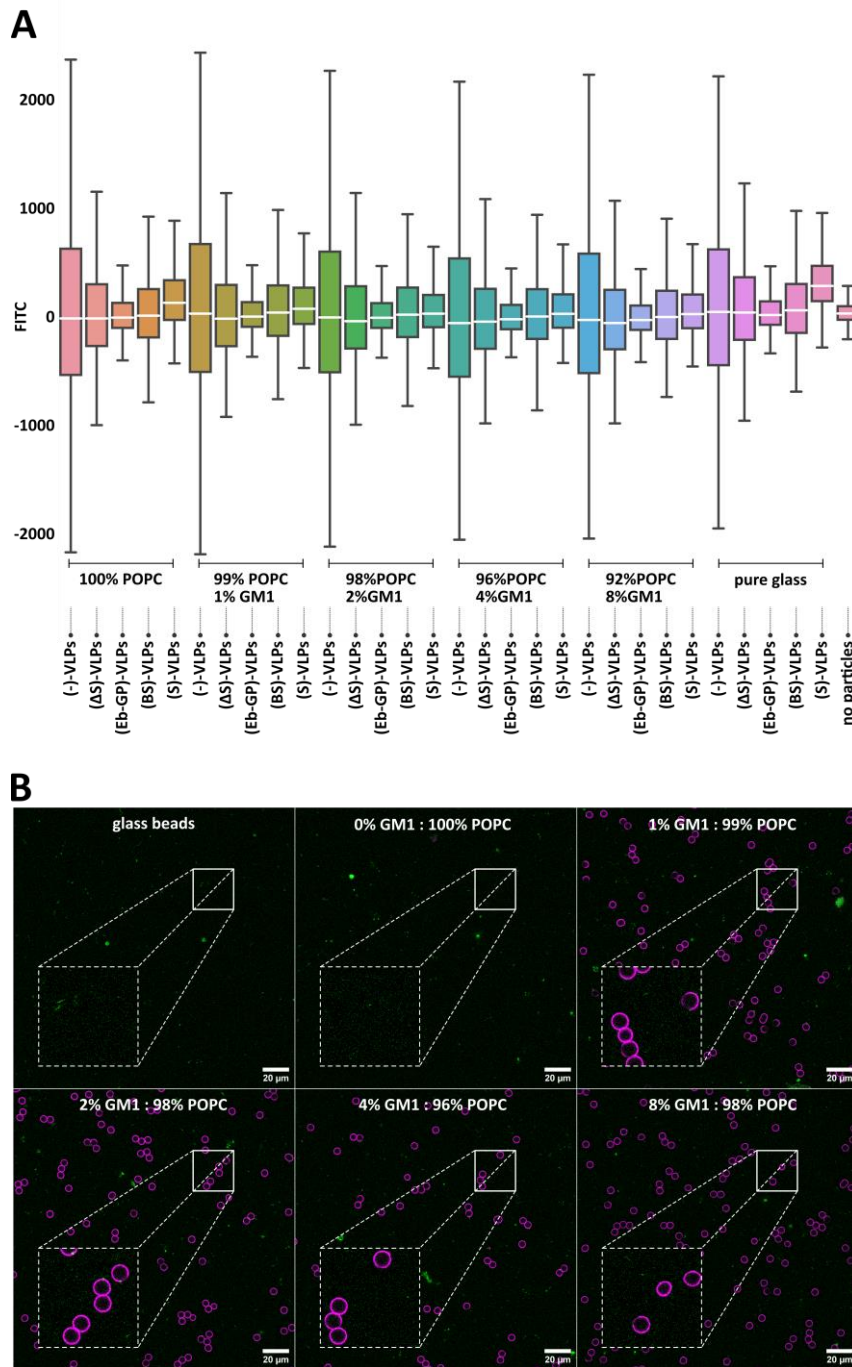 A
2000
1000
0
-1000
-2000
FITC
100% POPC
99% POPC
1% GM1
98%POPC
2%GM1
96%POPC
4%GM1
92%POPC
8%GM1
pure glass
(-)-VLPs
(ΔS)-VLPs
(Eb-GP)-VLPs
(BS)-VLPs
(S)-VLPs
(-)-VLPs
(ΔS)-VLPs
(Eb-GP)-VLPs
(BS)-VLPs
(S)-VLPs
(-)-VLPs
(ΔS)-VLPs
(Eb-GP)-VLPs
(BS)-VLPs
(S)-VLPs
(-)-VLPs
(ΔS)-VLPs
(Eb-GP)-VLPs
(BS)-VLPs
(S)-VLPs
(-)-VLPs
(ΔS)-VLPs
(Eb-GP)-VLPs
(BS)-VLPs
(S)-VLPs
(-)-VLPs
(ΔS)-VLPs
(Eb-GP)-VLPs
(BS)-VLPs
(S)-VLPs
no particles
B
glass beads
0% GM1 : 100% POPC
1% GM1 : 99% POPC
20 µm
20 µm
20 µm
2% GM1 : 98% POPC
4% GM1 : 96% POPC
8% GM1 : 98% POPC
20 µm
20 µm
20 µm